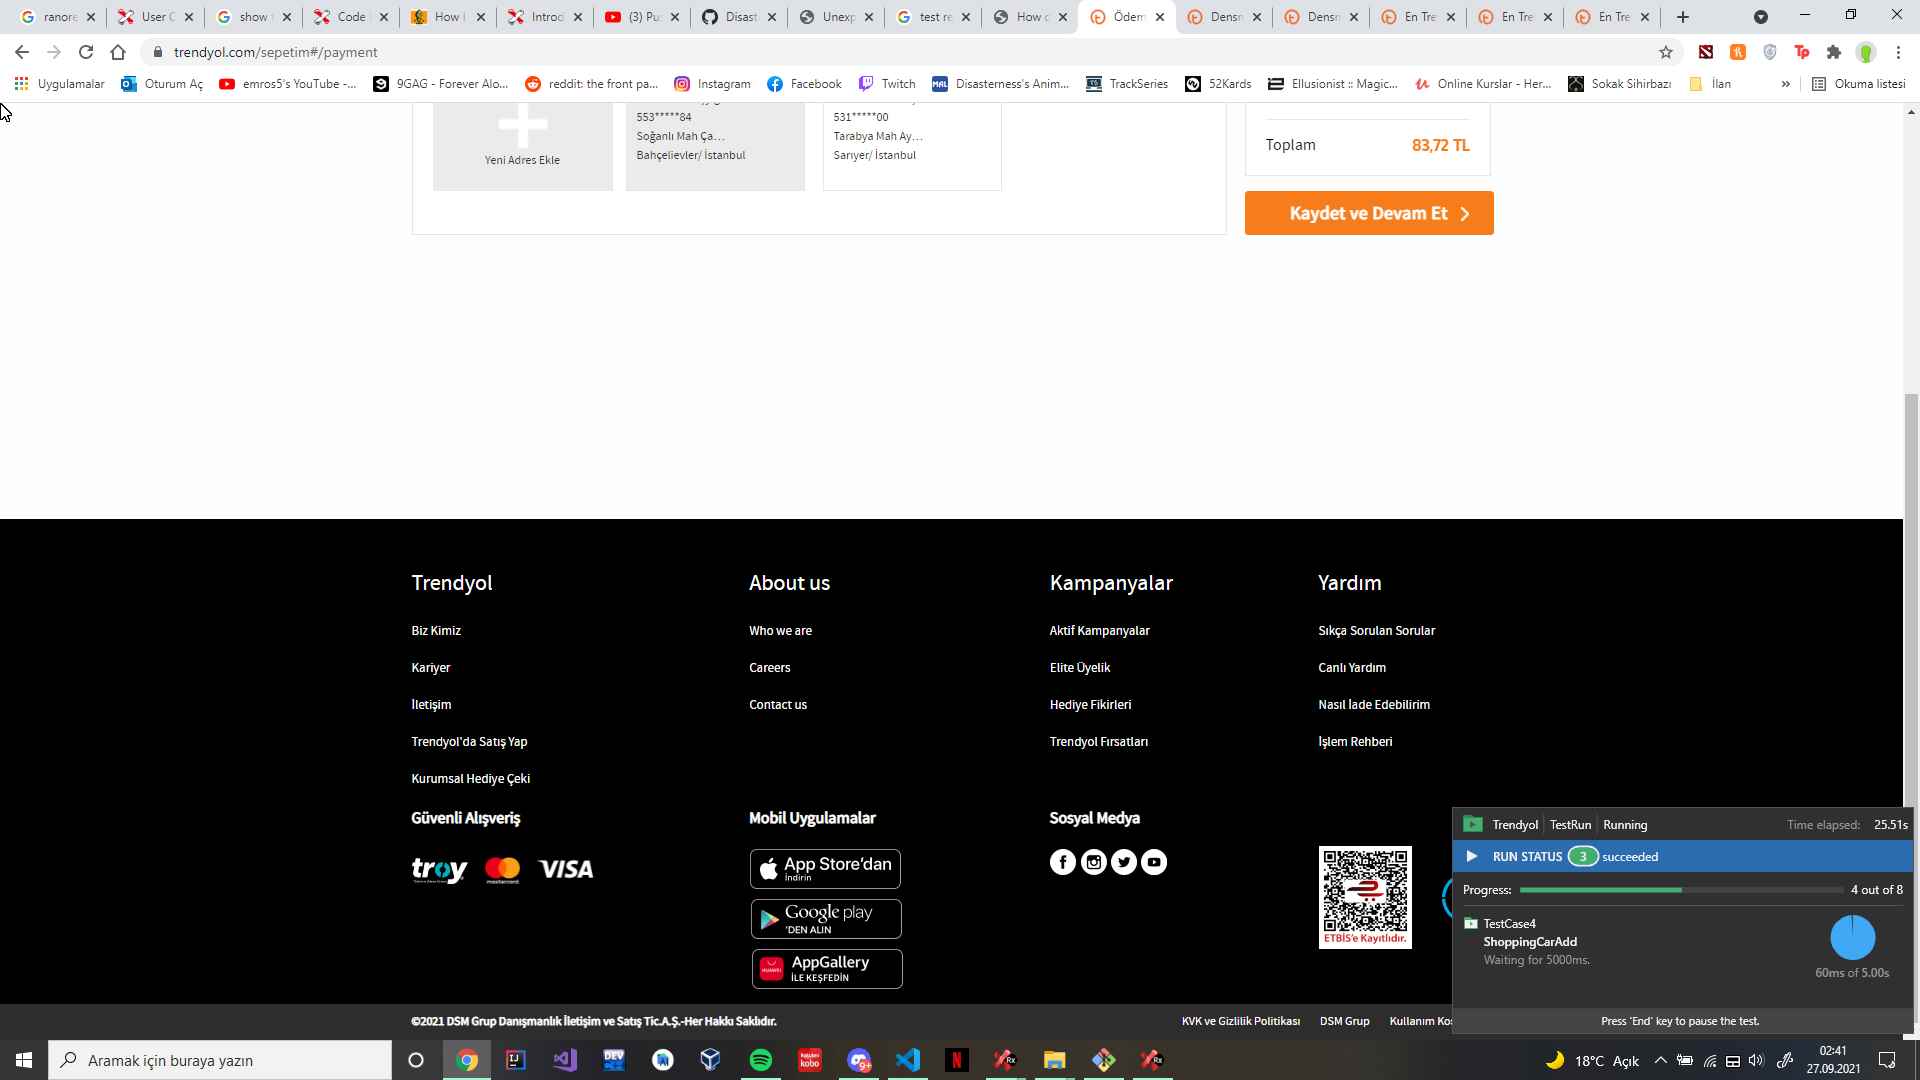 ranore
User C
show
Code
How I
Introd
(3) Pu
Disast
Unexp
test re
How c
Ödem
Densm
Densm
En Tre
En Tre
En Tre
trendyol.com/sepetim#/payment
Uygulamalar
Oturum Aç
emros5's YouTube -...
9GAG - Forever Alo...
reddit: the front pa...
Instagram
Facebook
Twitch
Disasterness's Anim...
TrackSeries
52Kards
Ellusionist :: Magic...
Online Kurslar - Her...
Sokak Sihirbazı
İlan
»
Okuma listesi
Yeni Adres Ekle
553*****84
Soğanlı Mah Ça...
Bahçelievler/ İstanbul
531*****00
Tarabya Mah Ay...
Sarıyer/ İstanbul
Toplam 83,72 TL
Kaydet ve Devam Et
Trendyol
Biz Kimiz
Kariyer
İletişim
Trendyol'da Satış Yap
Kurumsal Hediye Çeki
About us
Who we are
Careers
Contact us
Kampanyalar
Aktif Kampanyalar
Elite Üyelik
Hediye Fikirleri
Trendyol Fırsatları
Yardım
Sıkça Sorulan Sorular
Canlı Yardım
Nasıl İade Edebilirim
İşlem Rehberi
Güvenli Alışveriş
troy
mastercard
VISA
Mobil Uygulamalar
App Store'dan
İndirin
Google play
'DEN ALIN
HUAWEI
AppGallery
İLE KEŞFEDİN
Sosyal Medya
ETBİS'e Kayıtlıdır.
©2021 DSM Grup Danışmanlık İletişim ve Satış Tic.A.Ş.-Her Hakkı Saklıdır.
KVK ve Gizlilik Politikası
DSM Grup
Kullanım Koş
Trendyol TestRun Running
Time elapsed: 25.51s
RUN STATUS 3 succeeded
Progress: 4 out of 8
TestCase4
ShoppingCarAdd
Waiting for 5000ms.
60ms of 5.00s
Press 'End' key to pause the test.
Aramak için buraya yazın
18°C Açık
02:41
27.09.2021